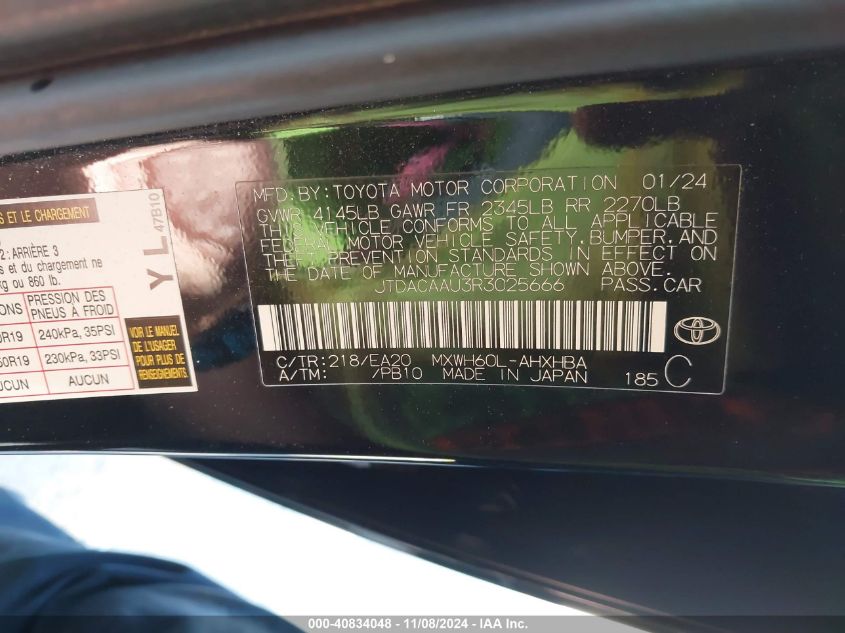 S ET LE CHARGEMENT
2: ARRIÈRE 3
s et du chargement ne
kg ou 860 lb.
ONS PRESSION DES PNEUS À FROID
0R19 240kPa, 35PSI
50R19 230kPa, 33PSI
AUCUN
Y L 47B10
VOIR LE MANUEL
DE L'USAGER
POUR PLUS DE
RENSEIGNEMENTS
MFD. BY: TOYOTA MOTOR CORPORATION 01/24
GVWR 4145LB GAWR FR 2345LB RR 2270LB
THIS VEHICLE CONFORMS TO ALL APPLICABLE
FEDERAL MOTOR VEHICLE SAFETY, BUMPER, AND
THEFT PREVENTION STANDARDS IN EFFECT ON
THE DATE OF MANUFACTURE SHOWN ABOVE.
JTDACAAU3R3025666 PASS.CAR
C/TR: 218/EA20 MXWH60L-AHXHBA
A/TM: /PB10 MADE IN JAPAN 185 C
000-40834048 - 11/08/2024 - IAA Inc.